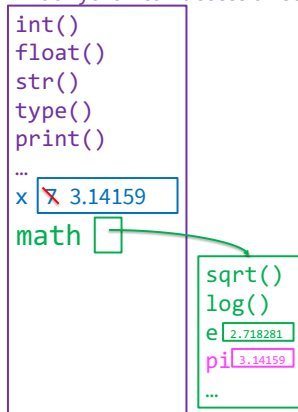 int()
float()
str()
type()
print()
…
x 7 3.14159
math
sqrt()
log()
e 2.718281
pi 3.14159
…